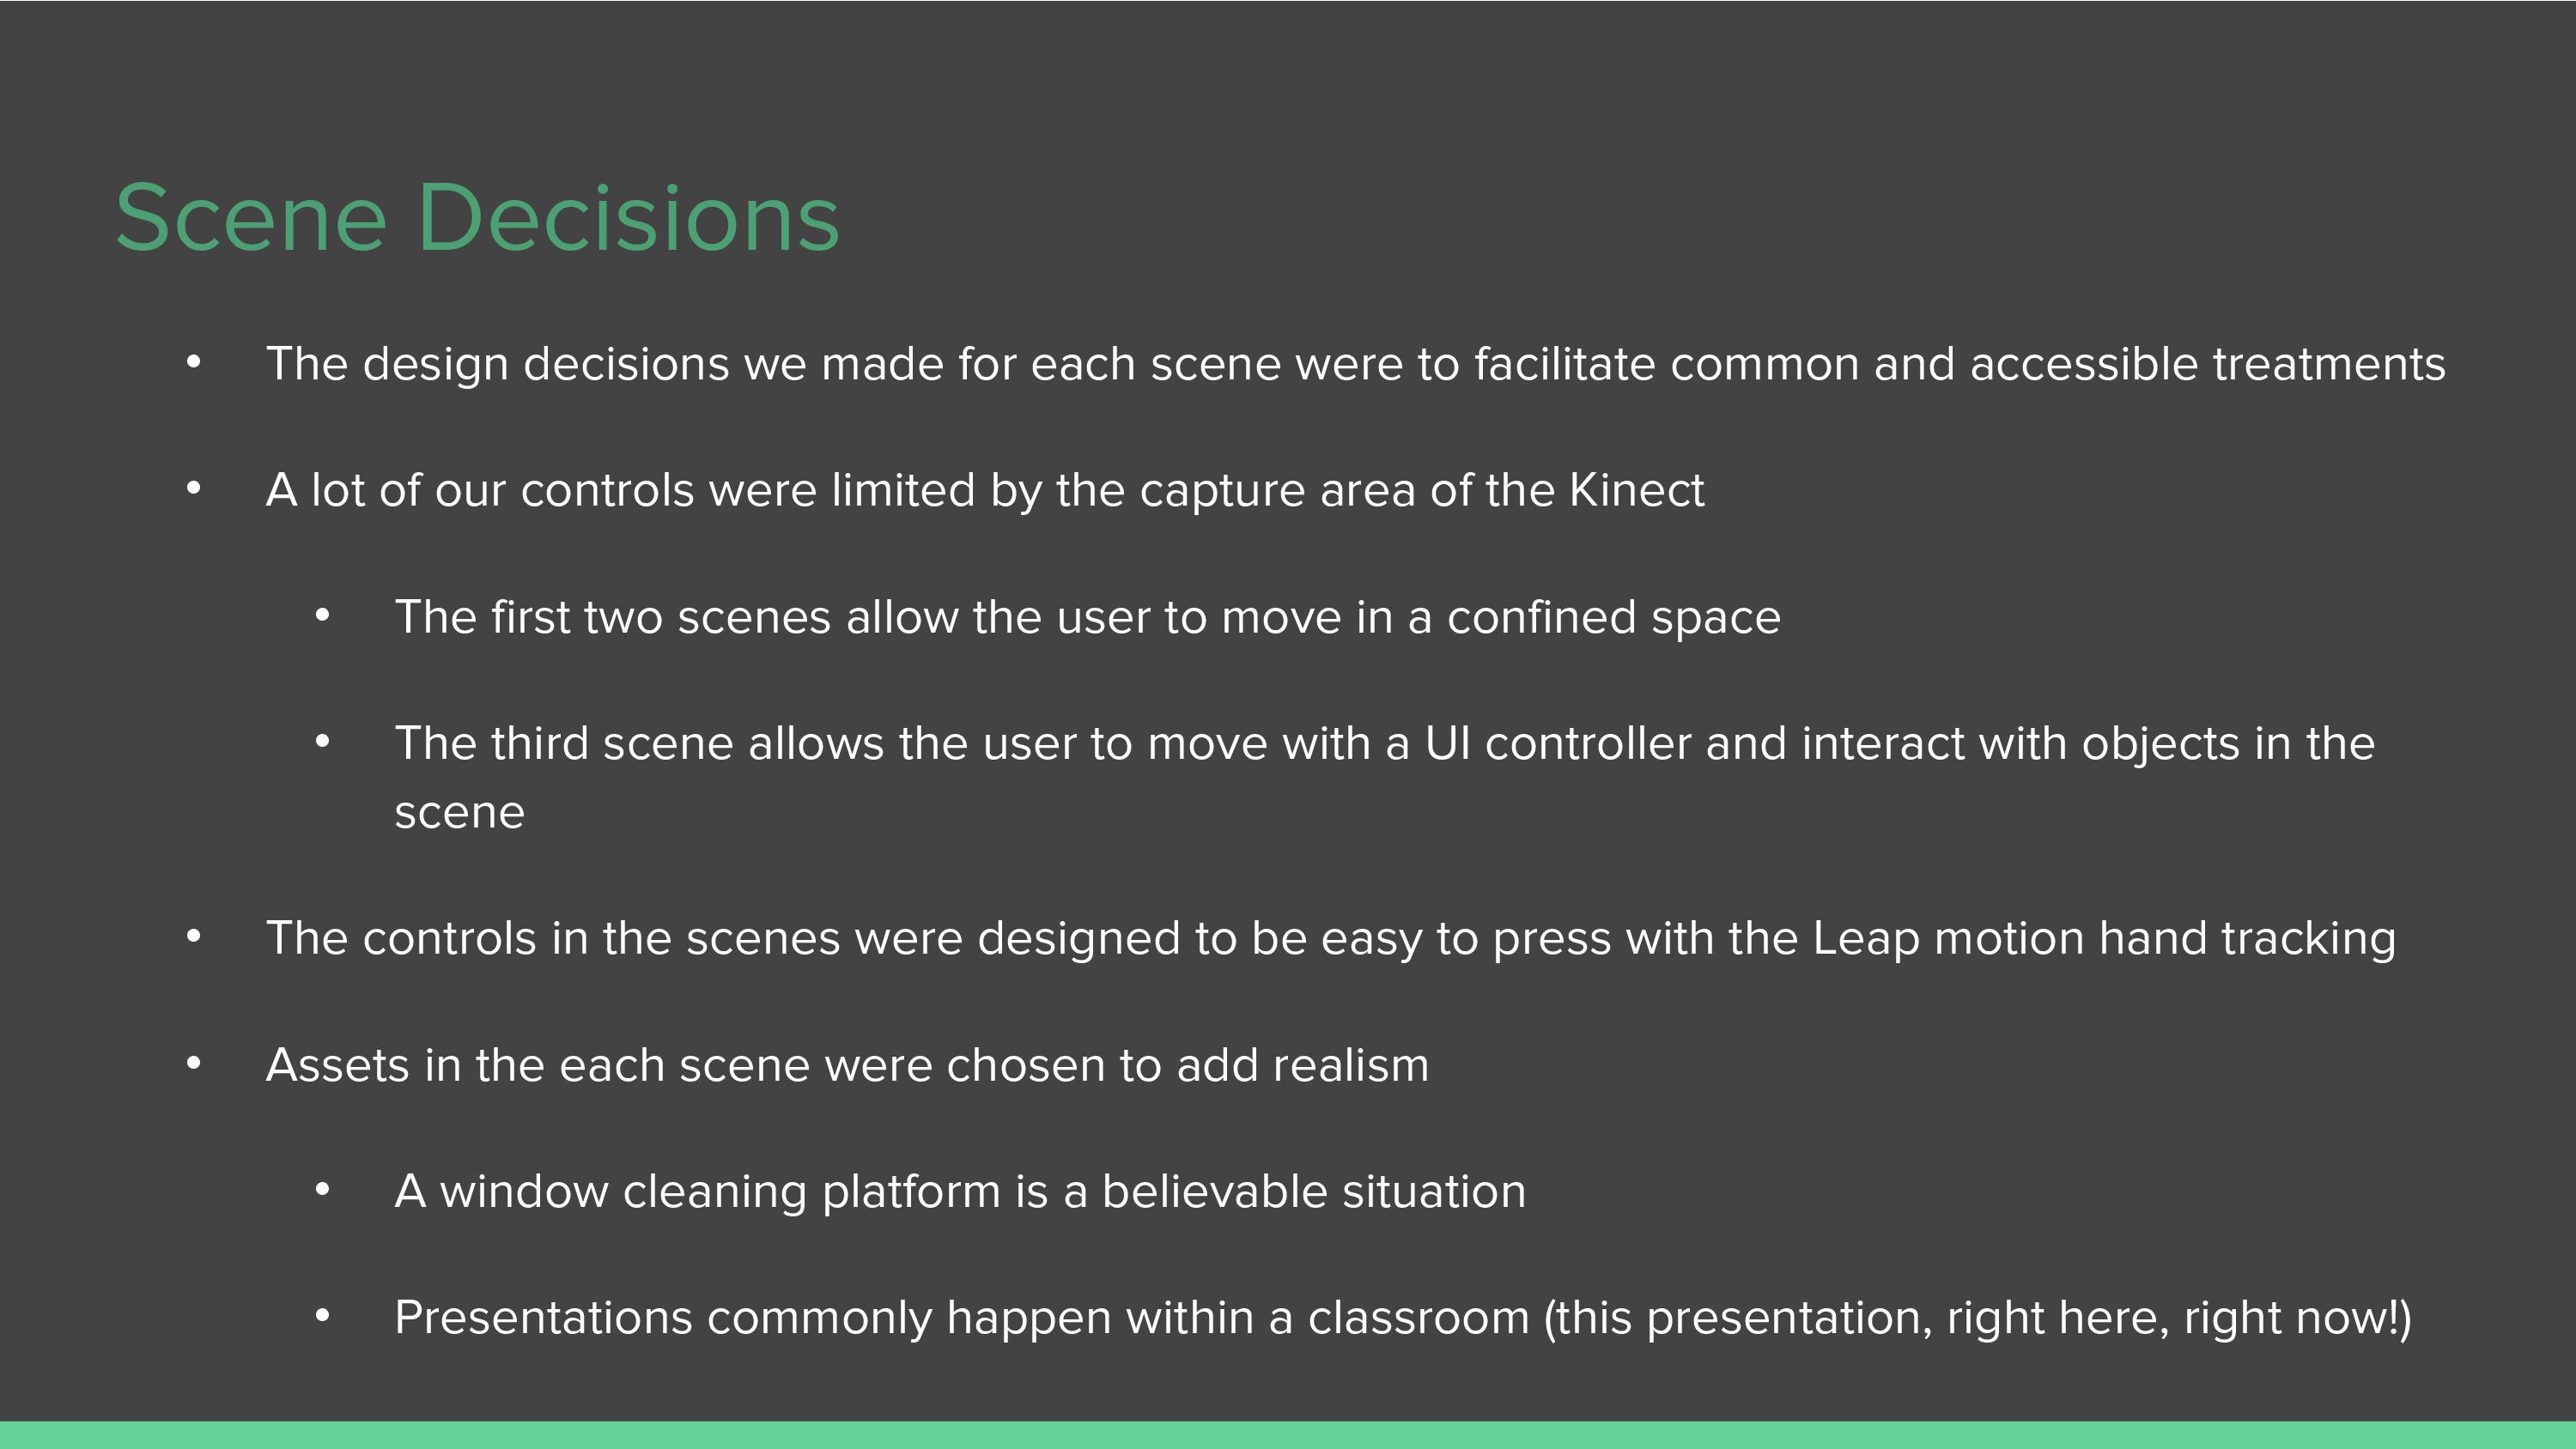 Scene Decisions
• The design decisions we made for each scene were to facilitate common and accessible treatments
• A lot of our controls were limited by the capture area of the Kinect
• The first two scenes allow the user to move in a confined space
• The third scene allows the user to move with a UI controller and interact with objects in the
scene
• The controls in the scenes were designed to be easy to press with the Leap motion hand tracking
• Assets in the each scene were chosen to add realism
• A window cleaning platform is a believable situation
• Presentations commonly happen within a classroom (this presentation, right here, right now!)